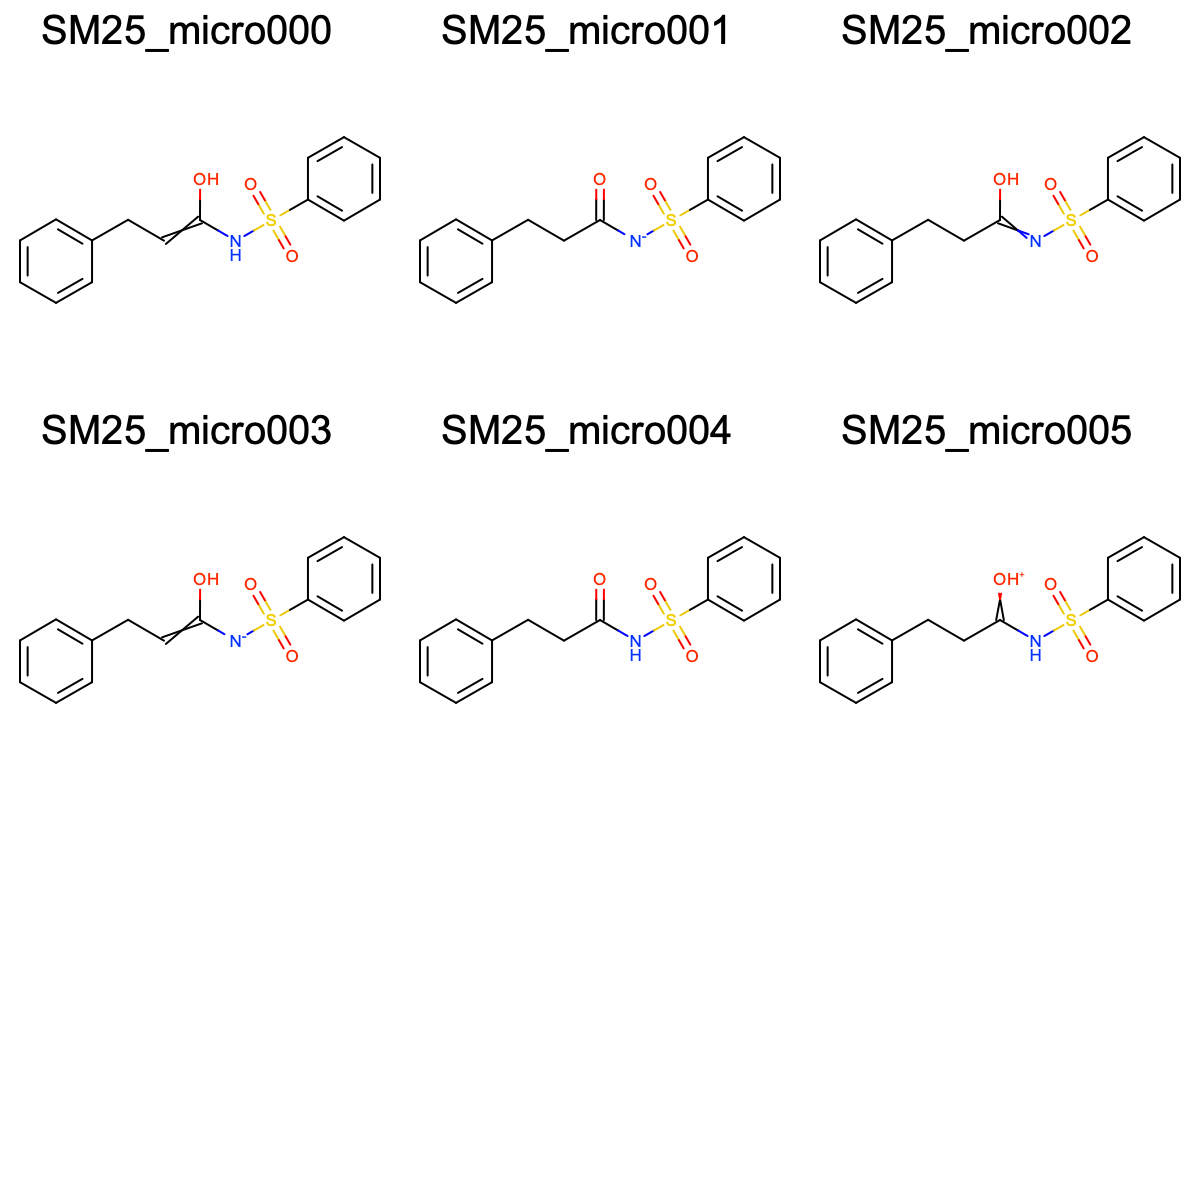 SM25_micro000 SM25_micro001 SM25_micro002
OH O OH
O O O
S S S
N H N- N
O O O
SM25_micro003 SM25_micro004 SM25_micro005
OH O OH+
O O O
S S S
N- N H N H
O O O